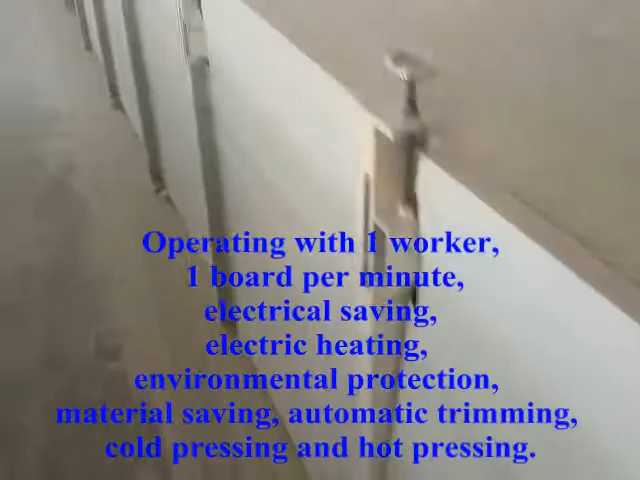 Operating with 1 worker,
1 board per minute,
electrical saving,
electric heating,
environmental protection,
material saving, automatic trimming,
cold pressing and hot pressing.